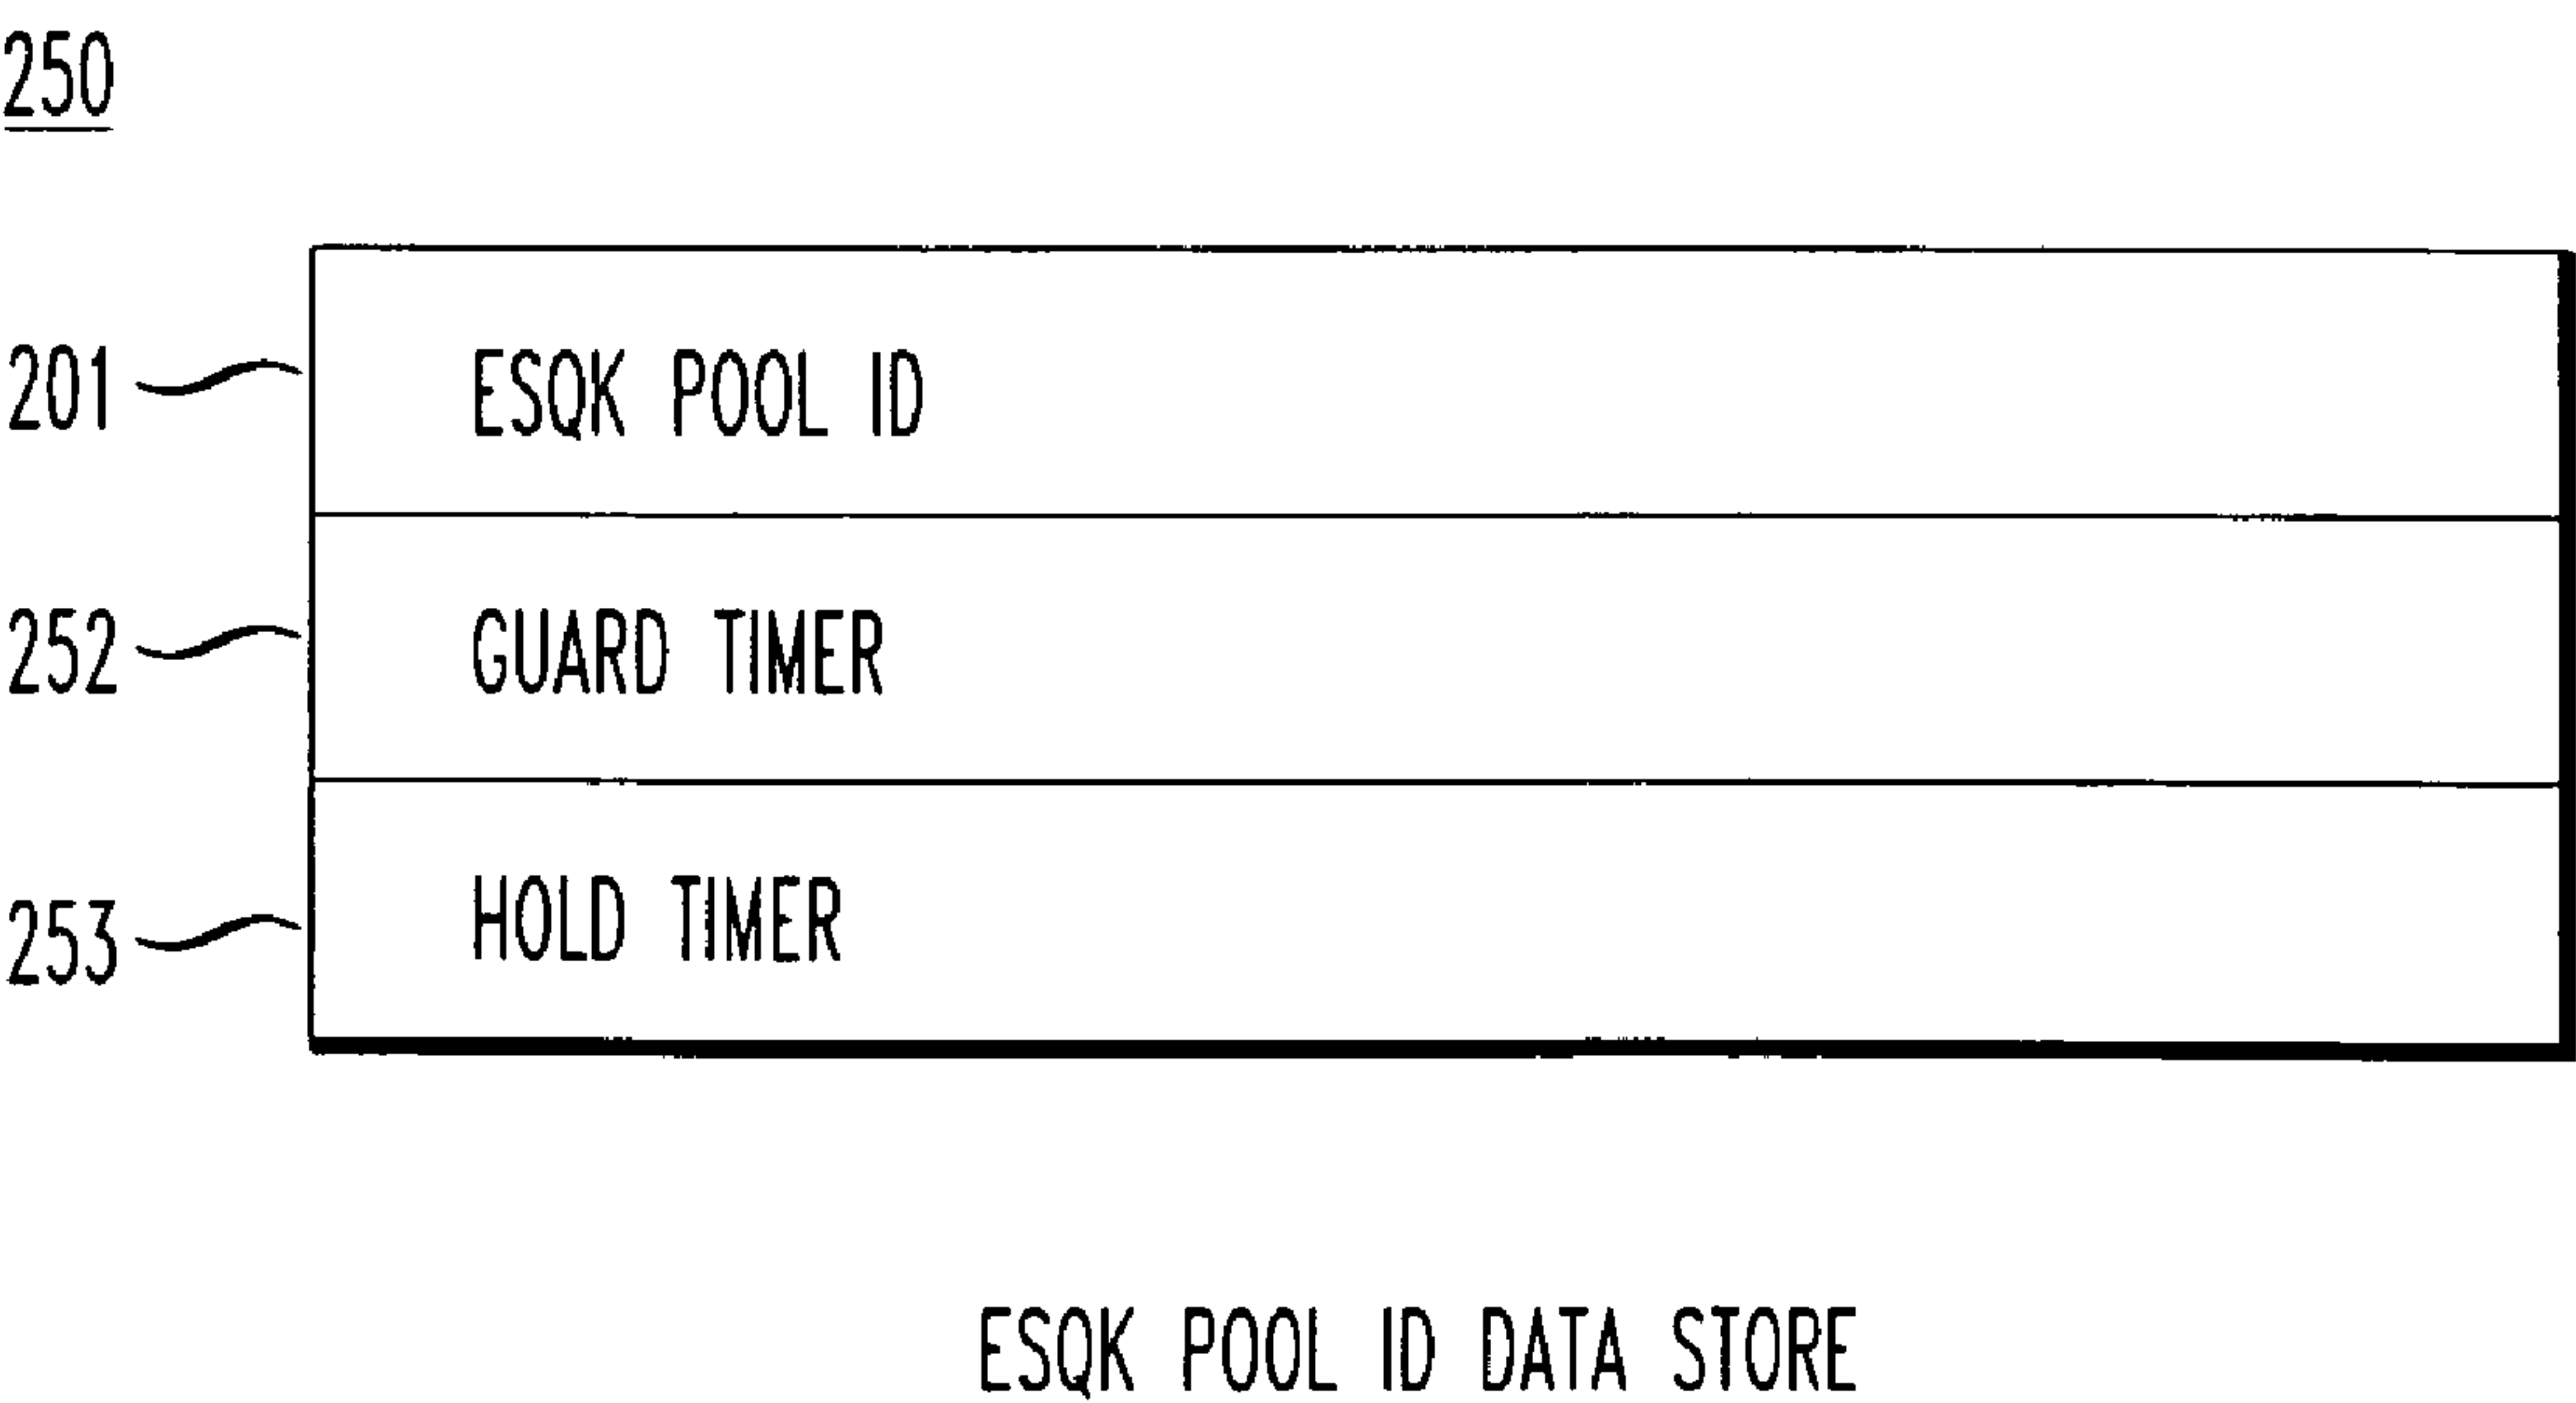 250
201 ESQK POOL ID
252 GUARD TIMER
253 HOLD TIMER
ESQK POOL ID DATA STORE